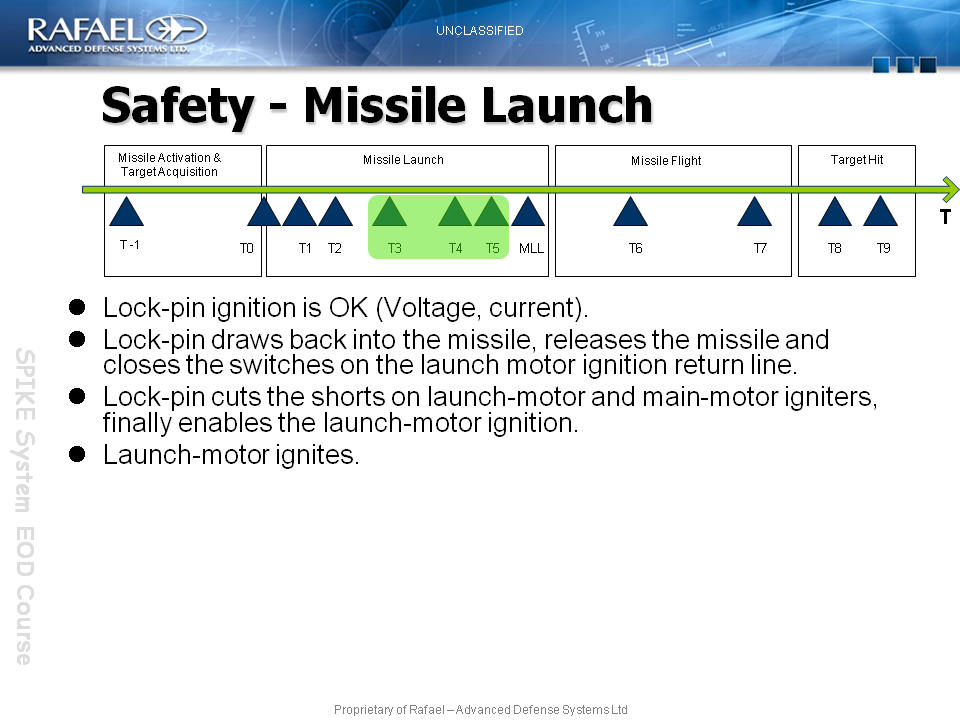 RAFAEL
ADVANCED DEFENSE SYSTEMS LTD.
UNCLASSIFIED
Safety - Missile Launch
Missile Activation &
Target Acquisition
Missile Launch
Missile Flight
Target Hit
T
T -1
T0
T1
T2
T3
T4
T5
MLL
T6
T7
T8
T9
Lock-pin ignition is OK (Voltage, current).
Lock-pin draws back into the missile, releases the missile and
closes the switches on the launch motor ignition return line.
Lock-pin cuts the shorts on launch-motor and main-motor igniters,
finally enables the launch-motor ignition.
Launch-motor ignites.
SPIKE System EOD Course
Proprietary of Rafael – Advanced Defense Systems Ltd